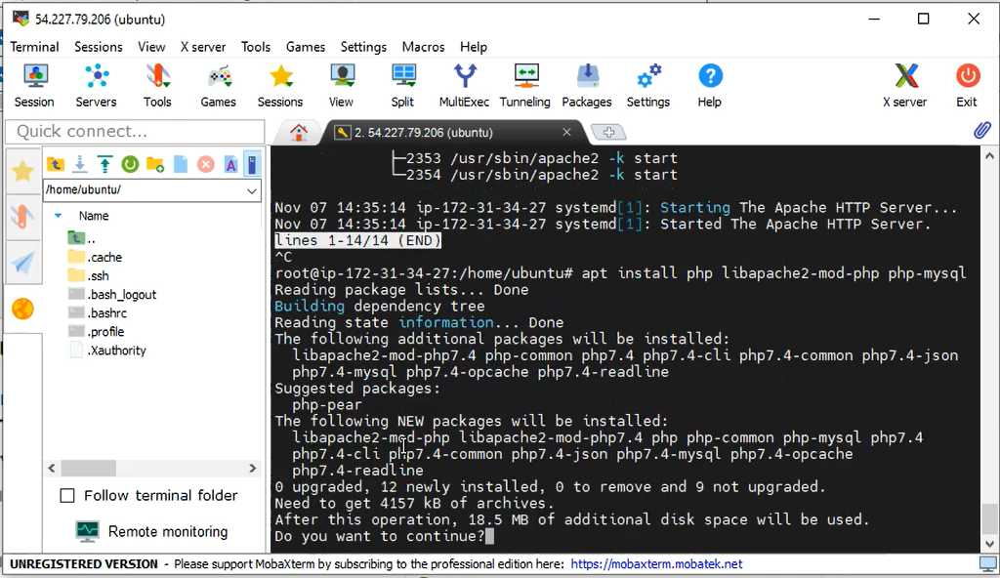 54.227.79.206 (ubuntu)
Terminal Sessions View X server Tools Games Settings Macros Help
Session Servers Tools Games Sessions View Split MultiExec Tunneling Packages Settings Help X server Exit
Quick connect...
2. 54.227.79.206 (ubuntu)
/home/ubuntu/
Name
..
.cache
.ssh
.bash_logout
.bashrc
.profile
.Xauthority
Follow terminal folder
Remote monitoring
├─2353 /usr/sbin/apache2 -k start
└─2354 /usr/sbin/apache2 -k start
Nov 07 14:35:14 ip-172-31-34-27 systemd[1]: Starting The Apache HTTP Server...
Nov 07 14:35:14 ip-172-31-34-27 systemd[1]: Started The Apache HTTP Server.
lines 1-14/14 (END)
^C
root@ip-172-31-34-27:/home/ubuntu# apt install php libapache2-mod-php php-mysql
Reading package lists... Done
Building dependency tree
Reading state information... Done
The following additional packages will be installed:
libapache2-mod-php7.4 php-common php7.4 php7.4-cli php7.4-common php7.4-json
php7.4-mysql php7.4-opcache php7.4-readline
Suggested packages:
php-pear
The following NEW packages will be installed:
libapache2-mod-php libapache2-mod-php7.4 php php-common php-mysql php7.4
php7.4-cli php7.4-common php7.4-json php7.4-mysql php7.4-opcache
php7.4-readline
0 upgraded, 12 newly installed, 0 to remove and 9 not upgraded.
Need to get 4157 kB of archives.
After this operation, 18.5 MB of additional disk space will be used.
Do you want to continue?
UNREGISTERED VERSION - Please support MobaXterm by subscribing to the professional edition here: https://mobaxterm.mobatek.net